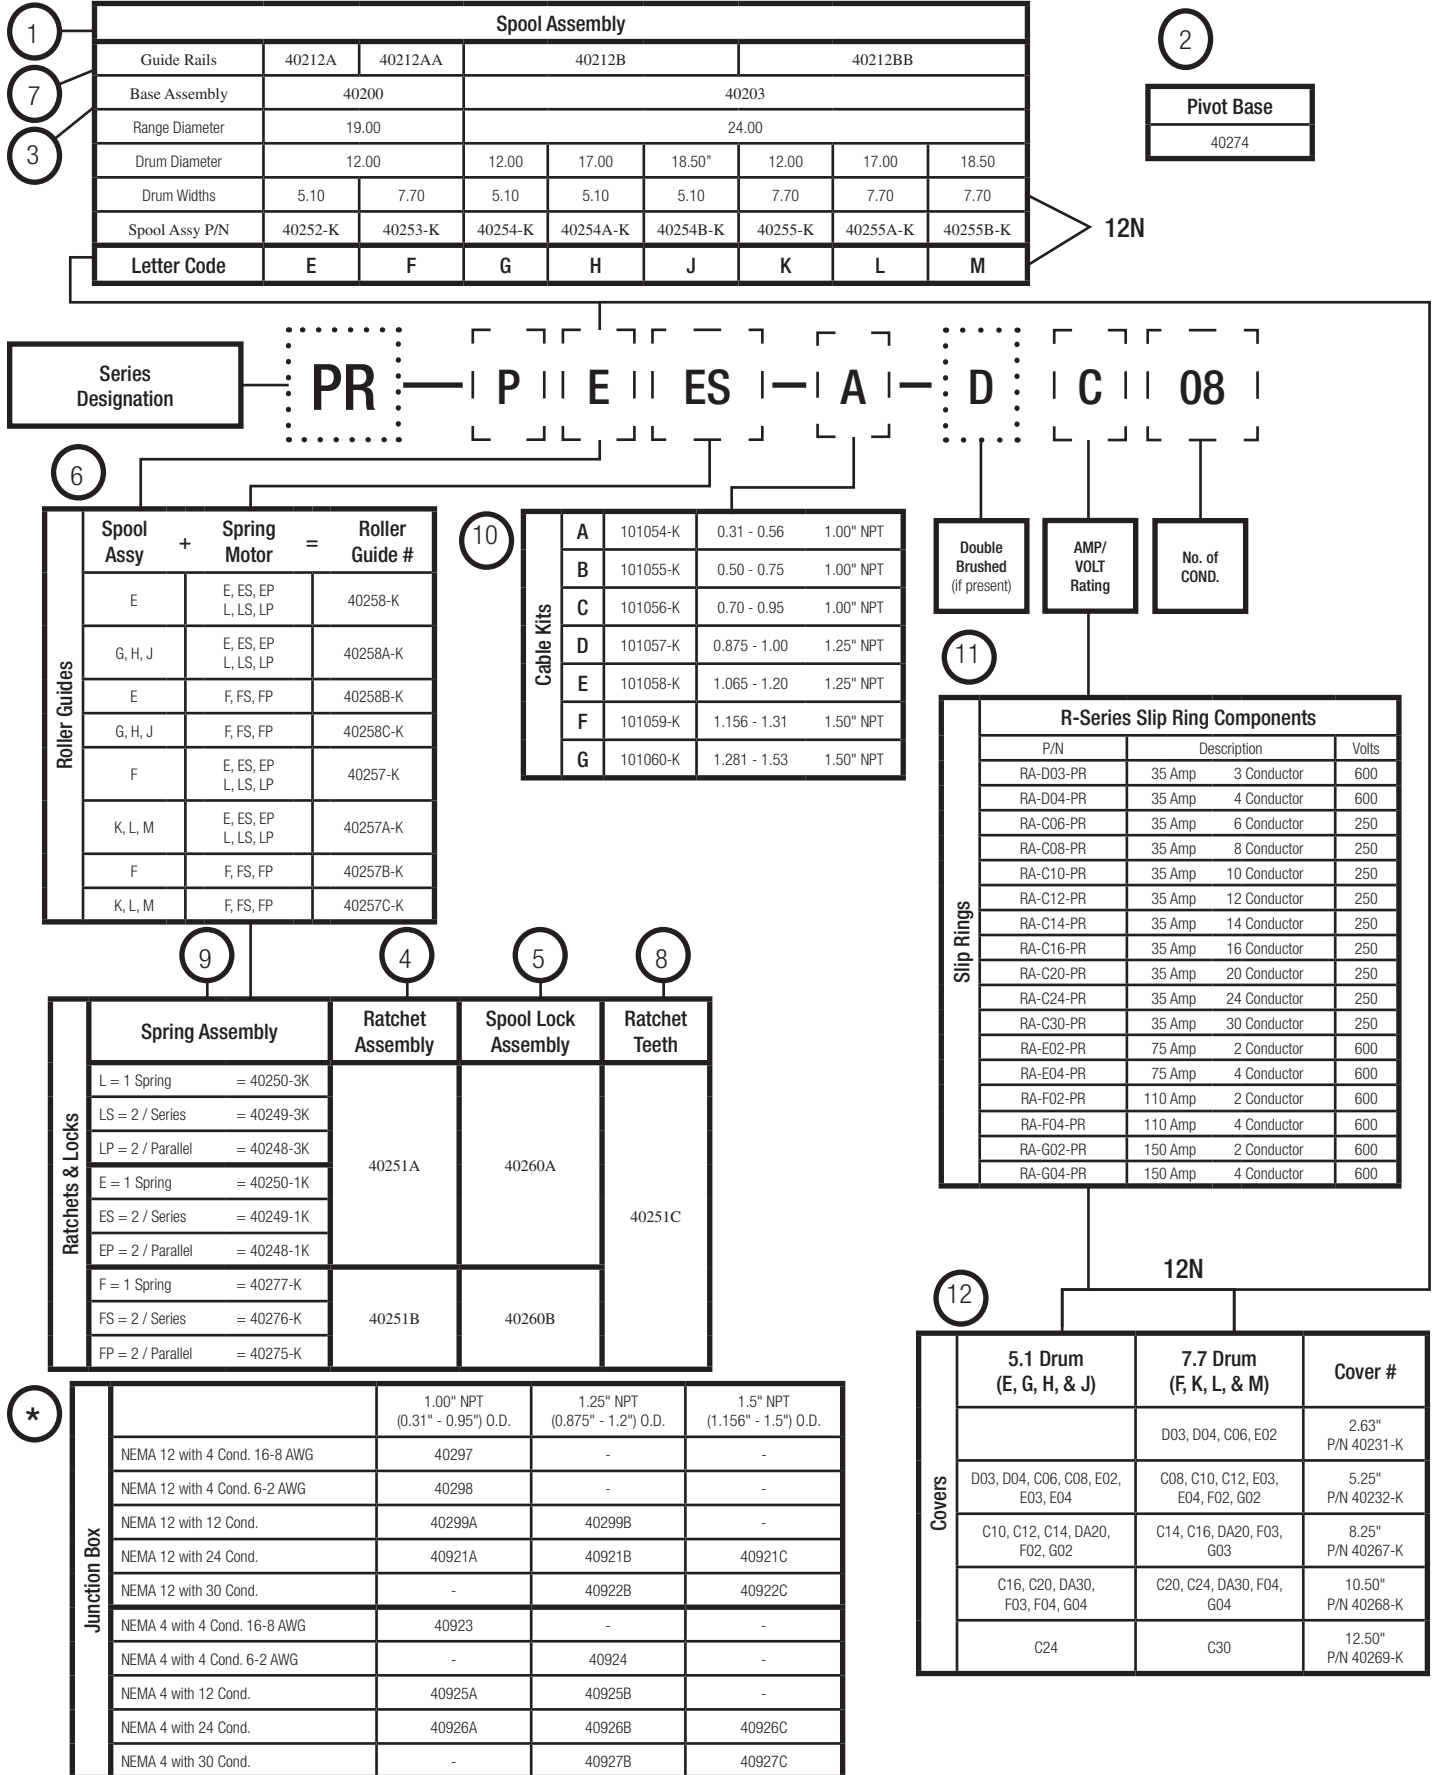 1
Spool Assembly
Guide Rails 40212A 40212AA 40212B 40212BB
Base Assembly 40200 40203
Range Diameter 19.00 24.00
Drum Diameter 12.00 12.00 17.00 18.50" 12.00 17.00 18.50
Drum Widths 5.10 7.70 5.10 5.10 5.10 7.70 7.70 7.70
Spool Assy P/N 40252-K 40253-K 40254-K 40254A-K 40254B-K 40255-K 40255A-K 40255B-K
Letter Code E F G H J K L M
7
3
12N
2
Pivot Base
40274
Series
Designation
PR — P E ES — A — D C 08
6
Roller Guides
Spool Assy + Spring Motor = Roller Guide #
E E, ES, EP L, LS, LP 40258-K
G, H, J E, ES, EP L, LS, LP 40258A-K
E F, FS, FP 40258B-K
G, H, J F, FS, FP 40258C-K
F E, ES, EP L, LS, LP 40257-K
K, L, M E, ES, EP L, LS, LP 40257A-K
F F, FS, FP 40257B-K
K, L, M F, FS, FP 40257C-K
10
Cable Kits
A 101054-K 0.31 - 0.56 1.00" NPT
B 101055-K 0.50 - 0.75 1.00" NPT
C 101056-K 0.70 - 0.95 1.00" NPT
D 101057-K 0.875 - 1.00 1.25" NPT
E 101058-K 1.065 - 1.20 1.25" NPT
F 101059-K 1.156 - 1.31 1.50" NPT
G 101060-K 1.281 - 1.53 1.50" NPT
Double
Brushed
(if present)
AMP/
VOLT
Rating
No. of
COND.
11
Slip Rings
R-Series Slip Ring Components
P/N Description Volts
RA-D03-PR 35 Amp 3 Conductor 600
RA-D04-PR 35 Amp 4 Conductor 600
RA-C06-PR 35 Amp 6 Conductor 250
RA-C08-PR 35 Amp 8 Conductor 250
RA-C10-PR 35 Amp 10 Conductor 250
RA-C12-PR 35 Amp 12 Conductor 250
RA-C14-PR 35 Amp 14 Conductor 250
RA-C16-PR 35 Amp 16 Conductor 250
RA-C20-PR 35 Amp 20 Conductor 250
RA-C24-PR 35 Amp 24 Conductor 250
RA-C30-PR 35 Amp 30 Conductor 250
RA-E02-PR 75 Amp 2 Conductor 600
RA-E04-PR 75 Amp 4 Conductor 600
RA-F02-PR 110 Amp 2 Conductor 600
RA-F04-PR 110 Amp 4 Conductor 600
RA-G02-PR 150 Amp 2 Conductor 600
RA-G04-PR 150 Amp 4 Conductor 600
9 4 5 8
Ratchets & Locks
Spring Assembly Ratchet Assembly Spool Lock Assembly Ratchet Teeth
L = 1 Spring = 40250-3K
LS = 2 / Series = 40249-3K
LP = 2 / Parallel = 40248-3K
40251A 40260A
E = 1 Spring = 40250-1K
ES = 2 / Series = 40249-1K
40251C
EP = 2 / Parallel = 40248-1K
F = 1 Spring = 40277-K
FS = 2 / Series = 40276-K 40251B 40260B
FP = 2 / Parallel = 40275-K
12N
12
Covers
5.1 Drum (E, G, H, & J) 7.7 Drum (F, K, L, & M) Cover #
D03, D04, C06, E02 2.63" P/N 40231-K
D03, D04, C06, C08, E02, E03, E04 C08, C10, C12, E03, E04, F02, G02 5.25" P/N 40232-K
C10, C12, C14, DA20, F02, G02 C14, C16, DA20, F03, G03 8.25" P/N 40267-K
C16, C20, DA30, F03, F04, G04 C20, C24, DA30, F04, G04 10.50" P/N 40268-K
C24 C30 12.50" P/N 40269-K
*
Junction Box
1.00" NPT (0.31" - 0.95") O.D. 1.25" NPT (0.875" - 1.2") O.D. 1.5" NPT (1.156" - 1.5") O.D.
NEMA 12 with 4 Cond. 16-8 AWG 40297 - -
NEMA 12 with 4 Cond. 6-2 AWG 40298 - -
NEMA 12 with 12 Cond. 40299A 40299B -
NEMA 12 with 24 Cond. 40921A 40921B 40921C
NEMA 12 with 30 Cond. - 40922B 40922C
NEMA 4 with 4 Cond. 16-8 AWG 40923 - -
NEMA 4 with 4 Cond. 6-2 AWG - 40924 -
NEMA 4 with 12 Cond. 40925A 40925B -
NEMA 4 with 24 Cond. 40926A 40926B 40926C
NEMA 4 with 30 Cond. - 40927B 40927C